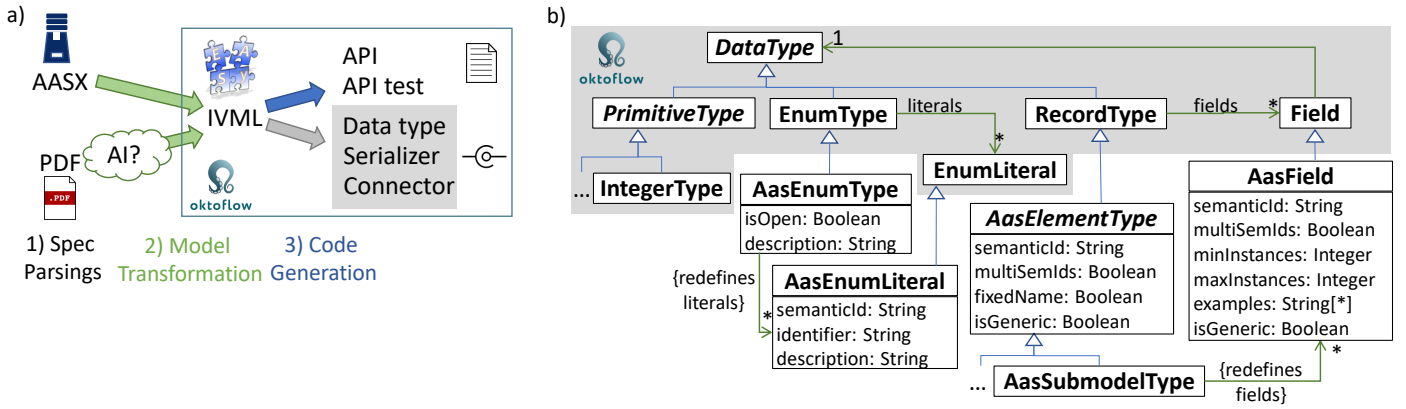 a)
AASX
PDF
.PDF
AI?
E A
S Y
IVML
oktoflow
API
API test
Data type
Serializer
Connector
1) Spec
Parsings
2) Model
Transformation
3) Code
Generation
b)
oktoflow
DataType
1
PrimitiveType
EnumType
literals
*
RecordType
fields
*
Field
...
IntegerType
EnumLiteral
AasEnumType
isOpen: Boolean
description: String
{redefines
literals}
*
AasEnumLiteral
semanticId: String
identifier: String
description: String
AasElementType
semanticId: String
multiSemIds: Boolean
fixedName: Boolean
isGeneric: Boolean
AasField
semanticId: String
multiSemIds: Boolean
minInstances: Integer
maxInstances: Integer
examples: String[*]
isGeneric: Boolean
...
AasSubmodelType
{redefines
fields}
*